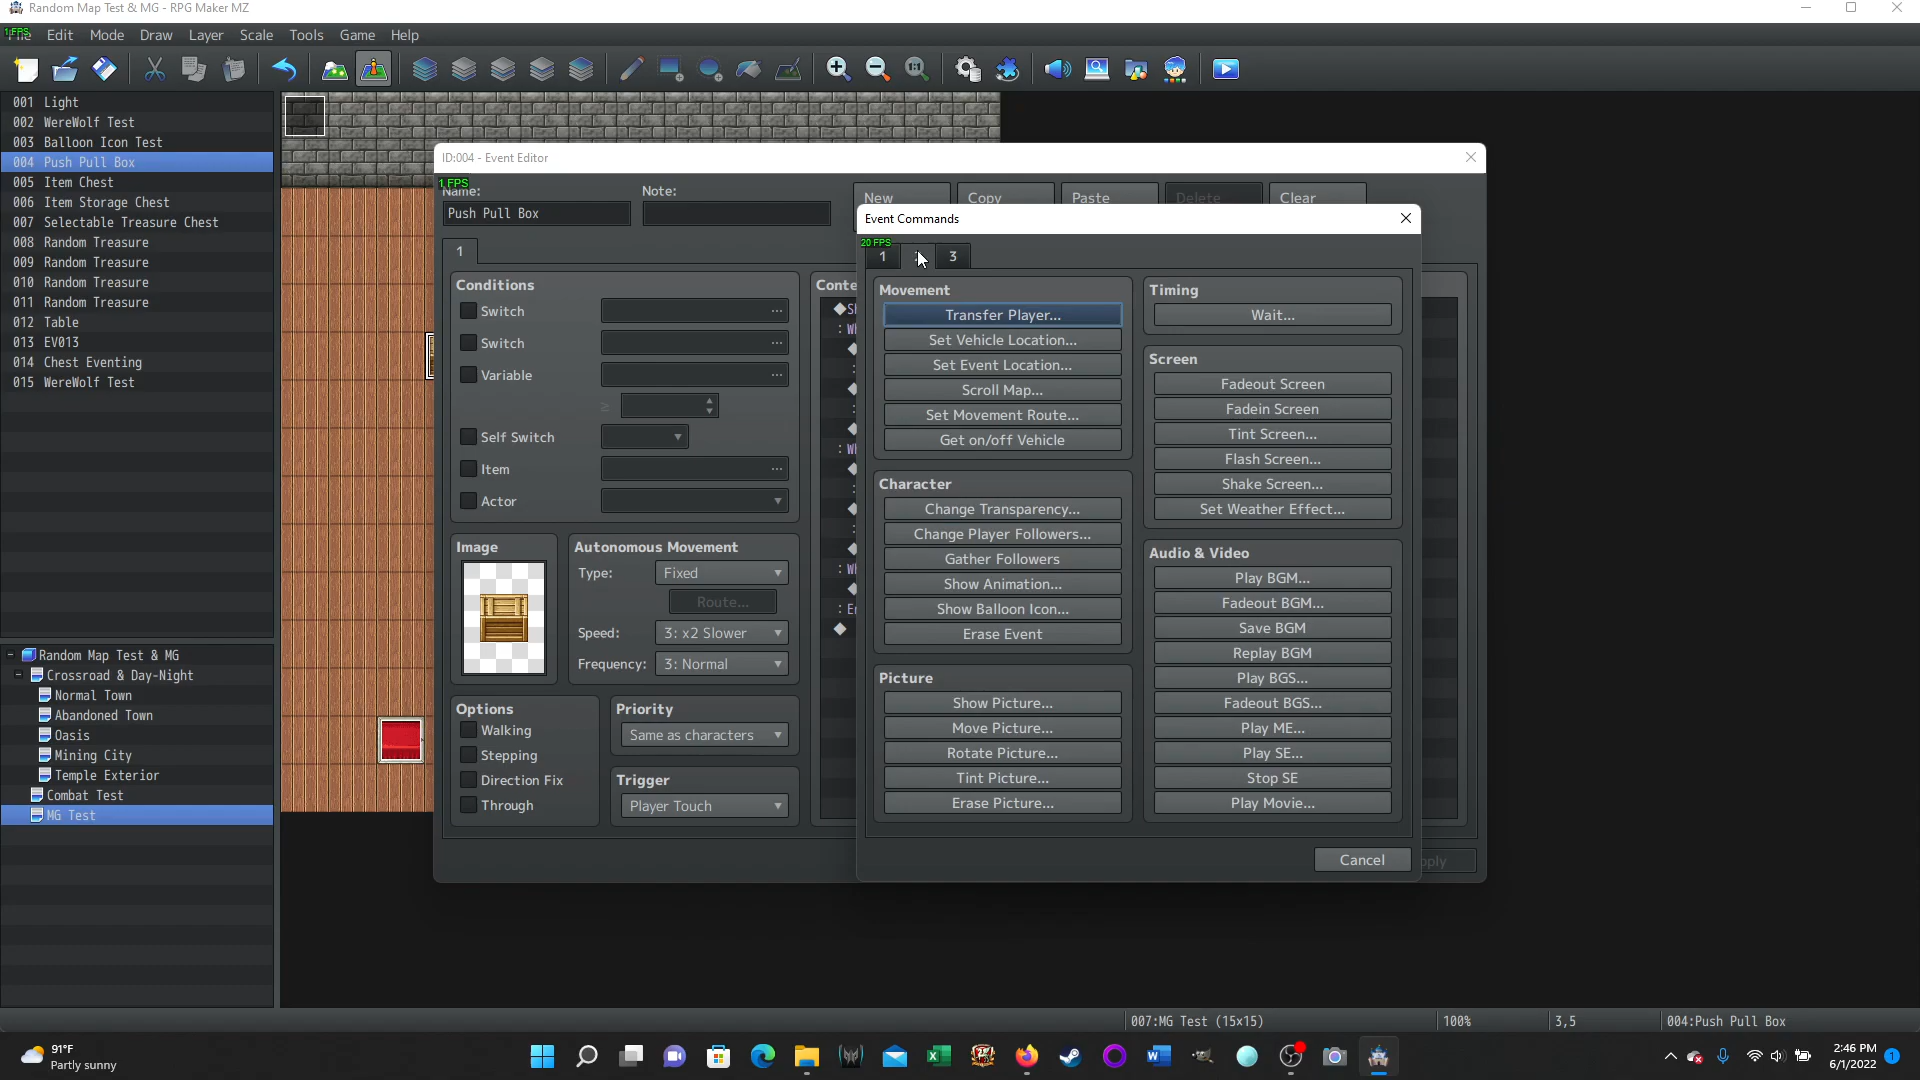 Random Map Test & MG - RPG Maker MZ
1 FPS
Edit Mode Draw Layer Scale Tools Game Help
001 Light
002 WereWolf Test
003 Balloon Icon Test
004 Push Pull Box
005 Item Chest
006 Item Storage Chest
007 Selectable Treasure Chest
008 Random Treasure
009 Random Treasure
010 Random Treasure
011 Random Treasure
012 Table
013 EV013
014 Chest Eventing
015 WereWolf Test
Random Map Test & MG
Crossroad & Day-Night
Normal Town
Abandoned Town
Oasis
Mining City
Temple Exterior
Combat Test
MG Test
ID:004 - Event Editor
1 FPS
Name:
Note:
Push Pull Box
New
Copy
Paste
Delete
Clear
1
Conditions
Switch ...
Switch ...
Variable ...
≥
Self Switch
Item ...
Actor
Image
Autonomous Movement
Type: Fixed
Route...
Speed: 3: x2 Slower
Frequency: 3: Normal
Options
Walking
Stepping
Direction Fix
Through
Priority
Same as characters
Trigger
Player Touch
Event Commands
20 FPS
1
3
Movement
Transfer Player...
Set Vehicle Location...
Set Event Location...
Scroll Map...
Set Movement Route...
Get on/off Vehicle
Character
Change Transparency...
Change Player Followers...
Gather Followers
Show Animation...
Show Balloon Icon...
Erase Event
Picture
Show Picture...
Move Picture...
Rotate Picture...
Tint Picture...
Erase Picture...
Timing
Wait...
Screen
Fadeout Screen
Fadein Screen
Tint Screen...
Flash Screen...
Shake Screen...
Set Weather Effect...
Audio & Video
Play BGM...
Fadeout BGM...
Save BGM
Replay BGM
Play BGS...
Fadeout BGS...
Play ME...
Play SE...
Stop SE
Play Movie...
Cancel
007:MG Test (15x15)
100%
3,5
004:Push Pull Box
91°F
Partly sunny
2:46 PM
6/1/2022
1